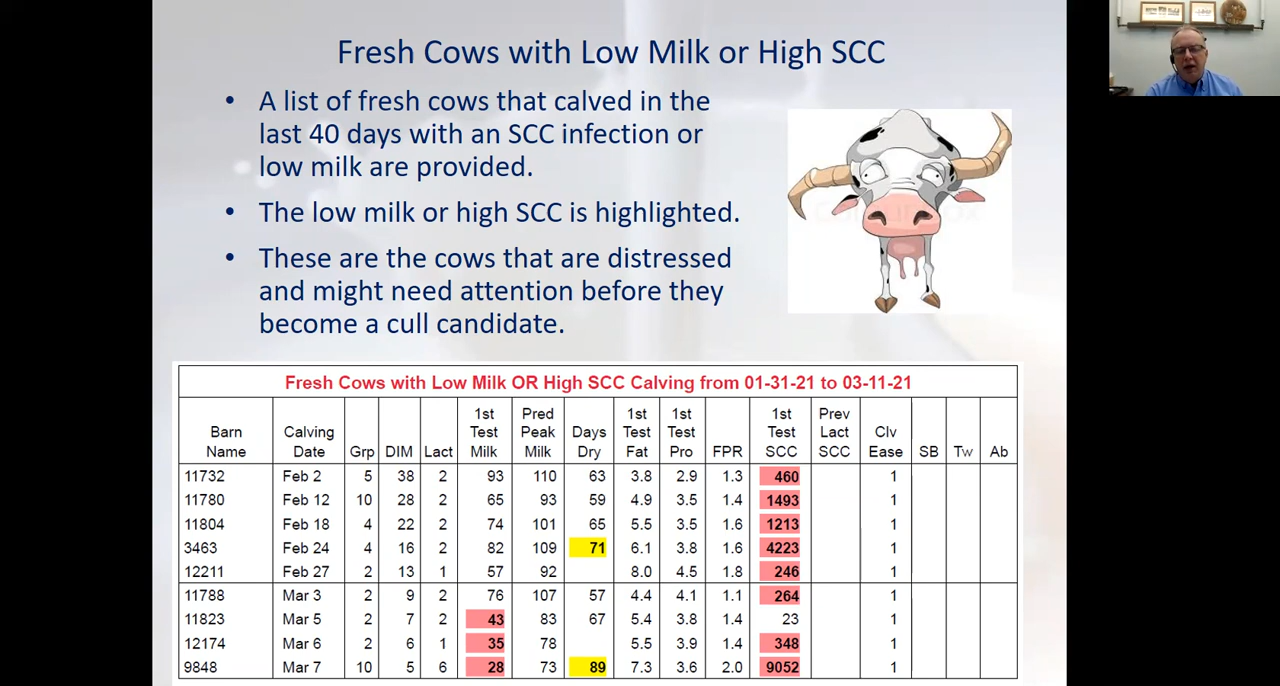 Fresh Cows with Low Milk or High SCC
• A list of fresh cows that calved in the
last 40 days with an SCC infection or
low milk are provided.
• The low milk or high SCC is highlighted.
• These are the cows that are distressed
and might need attention before they
become a cull candidate.
Fresh Cows with Low Milk OR High SCC Calving from 01-31-21 to 03-11-21
Barn Name Calving Date Grp DIM Lact 1st Test Milk Pred Peak Milk Days Dry 1st Test Fat 1st Test Pro FPR 1st Test SCC Prev Lact SCC Clv Ease SB Tw Ab
11732 Feb 2 5 38 2 93 110 63 3.8 2.9 1.3 460 1
11780 Feb 12 10 28 2 65 93 59 4.9 3.5 1.4 1493 1
11804 Feb 18 4 22 2 74 101 65 5.5 3.5 1.6 1213 1
3463 Feb 24 4 16 2 82 109 71 6.1 3.8 1.6 4223 1
12211 Feb 27 2 13 1 57 92 8.0 4.5 1.8 246 1
11788 Mar 3 2 9 2 76 107 57 4.4 4.1 1.1 264 1
11823 Mar 5 2 7 2 43 83 67 5.4 3.8 1.4 23 1
12174 Mar 6 2 6 1 35 78 5.5 3.9 1.4 348 1
9848 Mar 7 10 5 6 28 73 89 7.3 3.6 2.0 9052 1